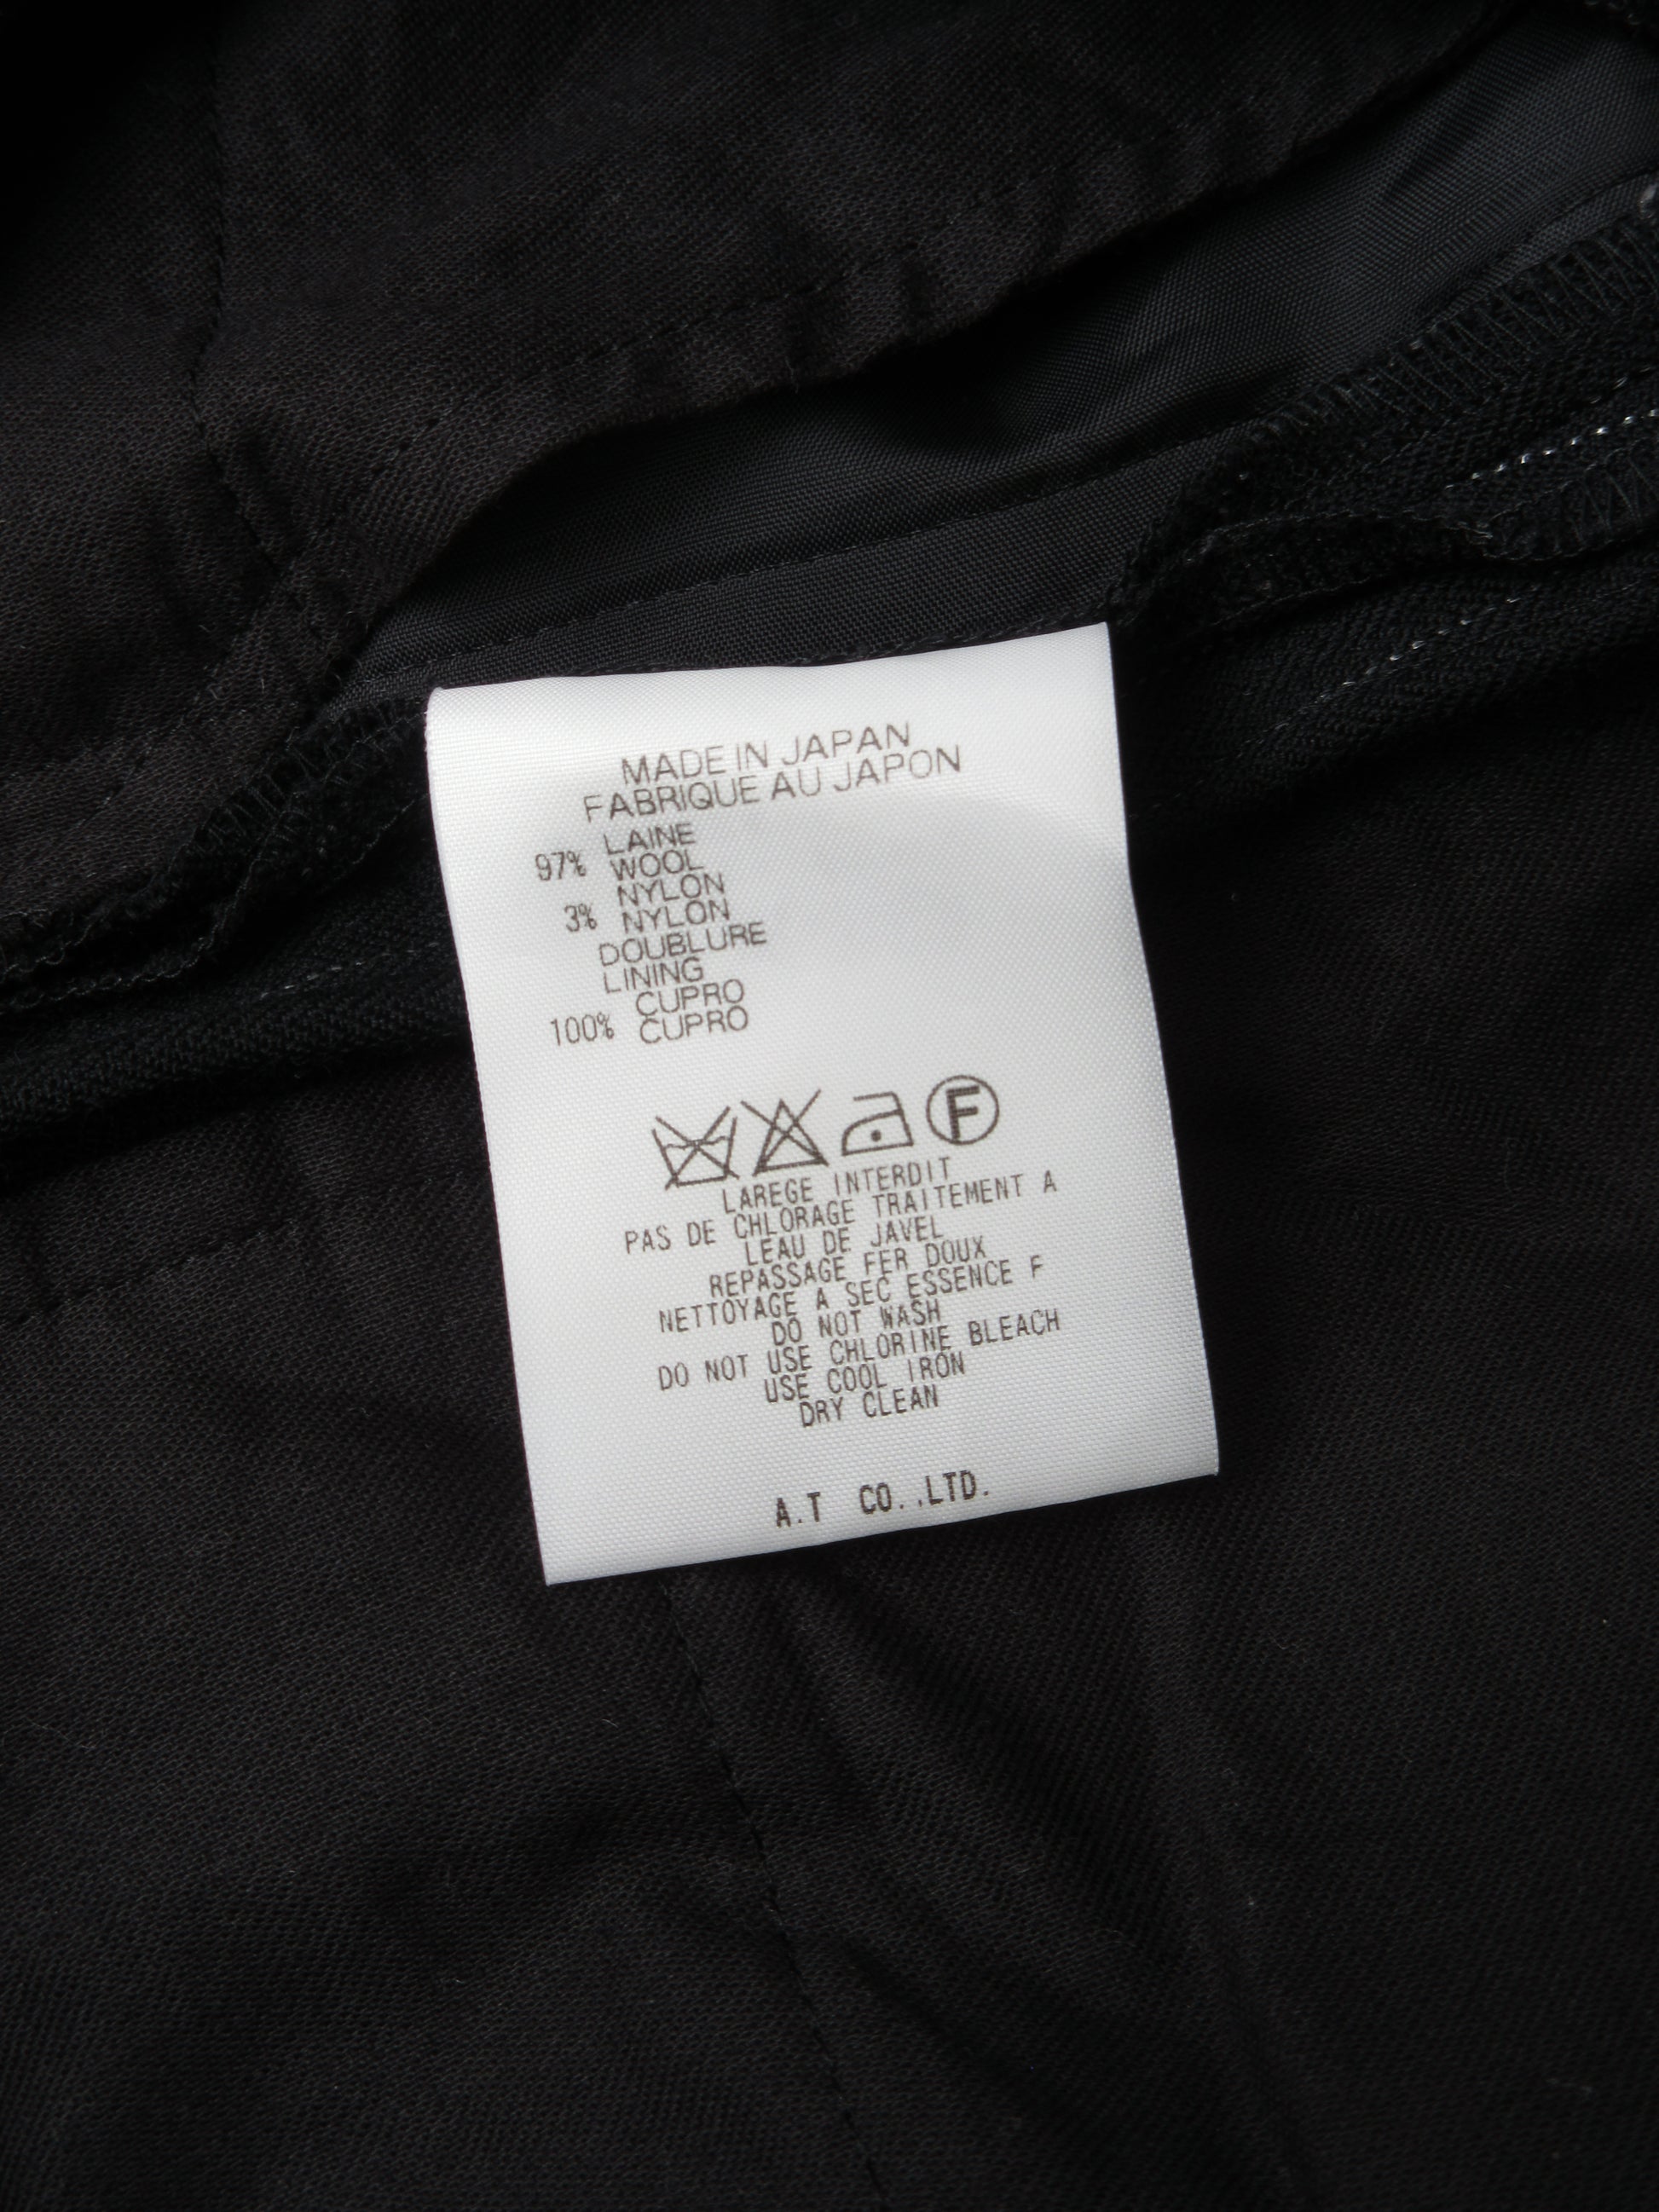 MADE IN JAPAN
FABRIQUE AU JAPON
LAINE
97% WOOL
NYLON
3% NYLON
DOUBLURE
LINING
CUPRO
100% CUPRO
F
LAREGE INTERDIT
PAS DE CHLORAGE TRAITEMENT A
LEAU DE JAVEL
REPASSAGE FER DOUX
NETTOYAGE A SEC ESSENCE F
DO NOT WASH
DO NOT USE CHLORINE BLEACH
USE COOL IRON
DRY CLEAN
A.T CO.,LTD.